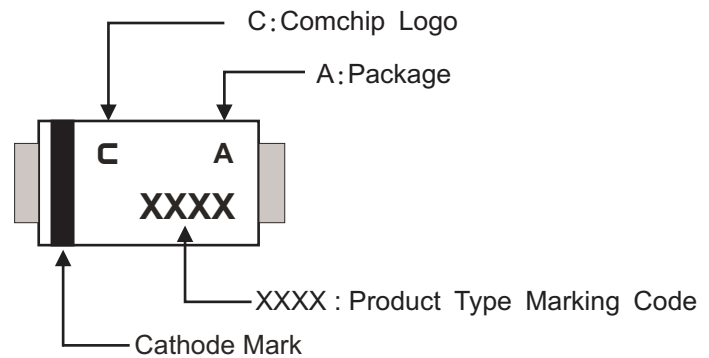 C:Comchip Logo
A:Package
C A
XXXX
XXXX : Product Type Marking Code
Cathode Mark